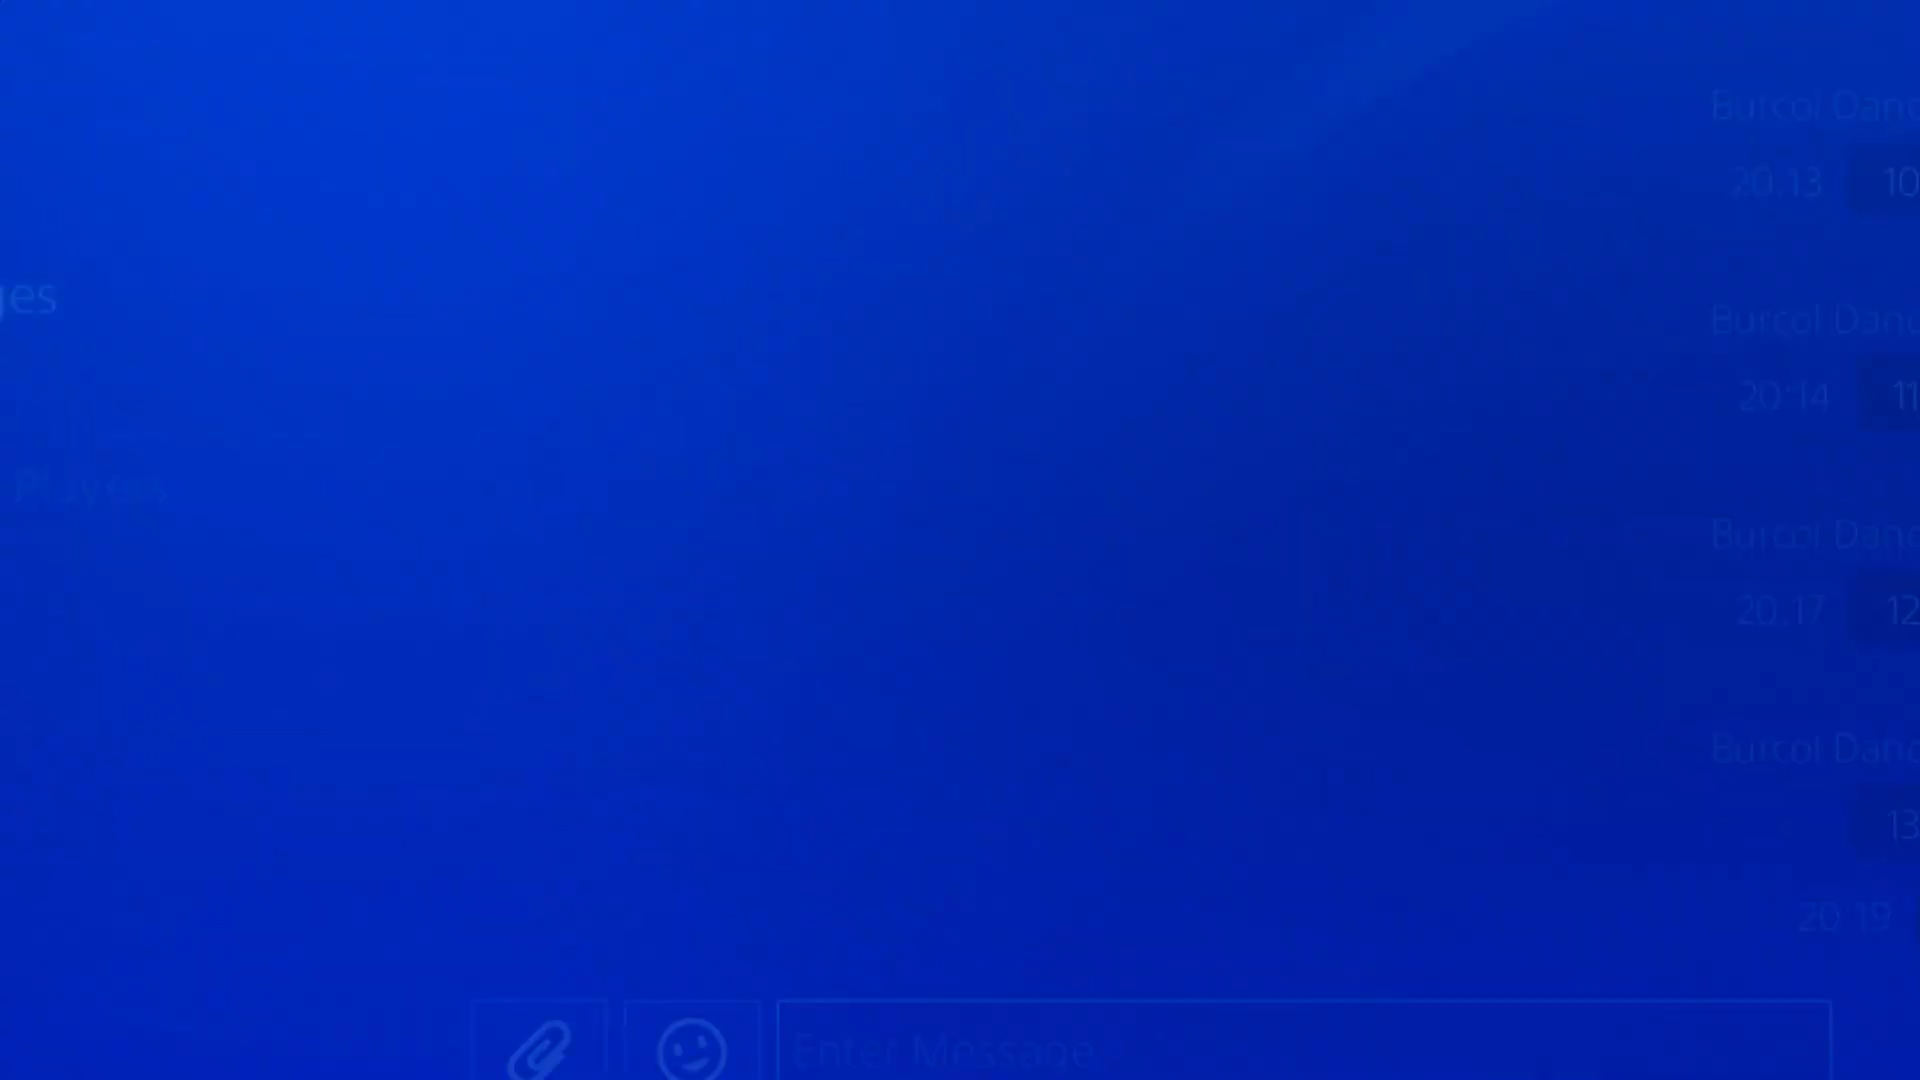 Burcol Danc
20.13 10
ges
Burcol Danc
20:14 11
Players
Burcol Danc
20.17 12
Burcol Danc
13
20 19
Enter Message